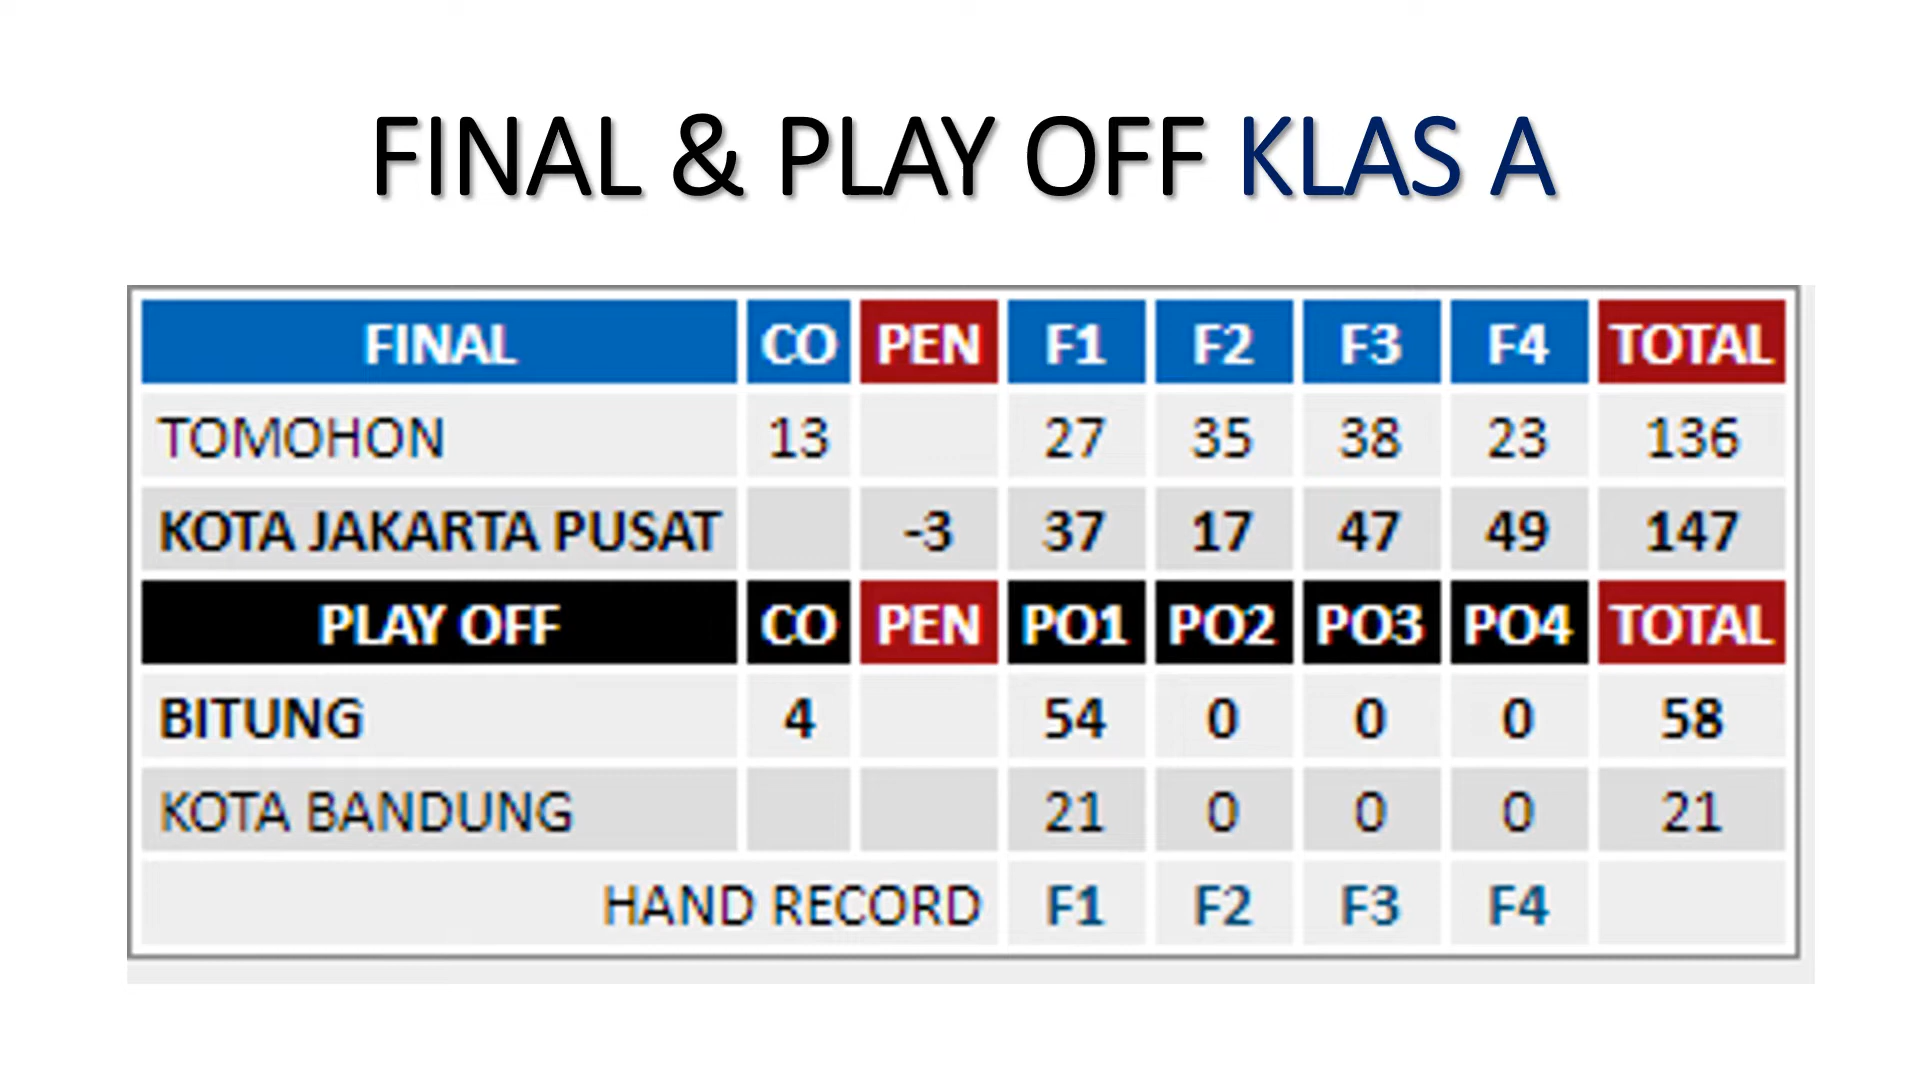 FINAL & PLAY OFF KLAS A
FINAL CO PEN F1 F2 F3 F4 TOTAL
TOMOHON 13 27 35 38 23 136
KOTA JAKARTA PUSAT -3 37 17 47 49 147
PLAY OFF CO PEN PO1 PO2 PO3 PO4 TOTAL
BITUNG 4 54 0 0 0 58
KOTA BANDUNG 21 0 0 0 21
HAND RECORD F1 F2 F3 F4